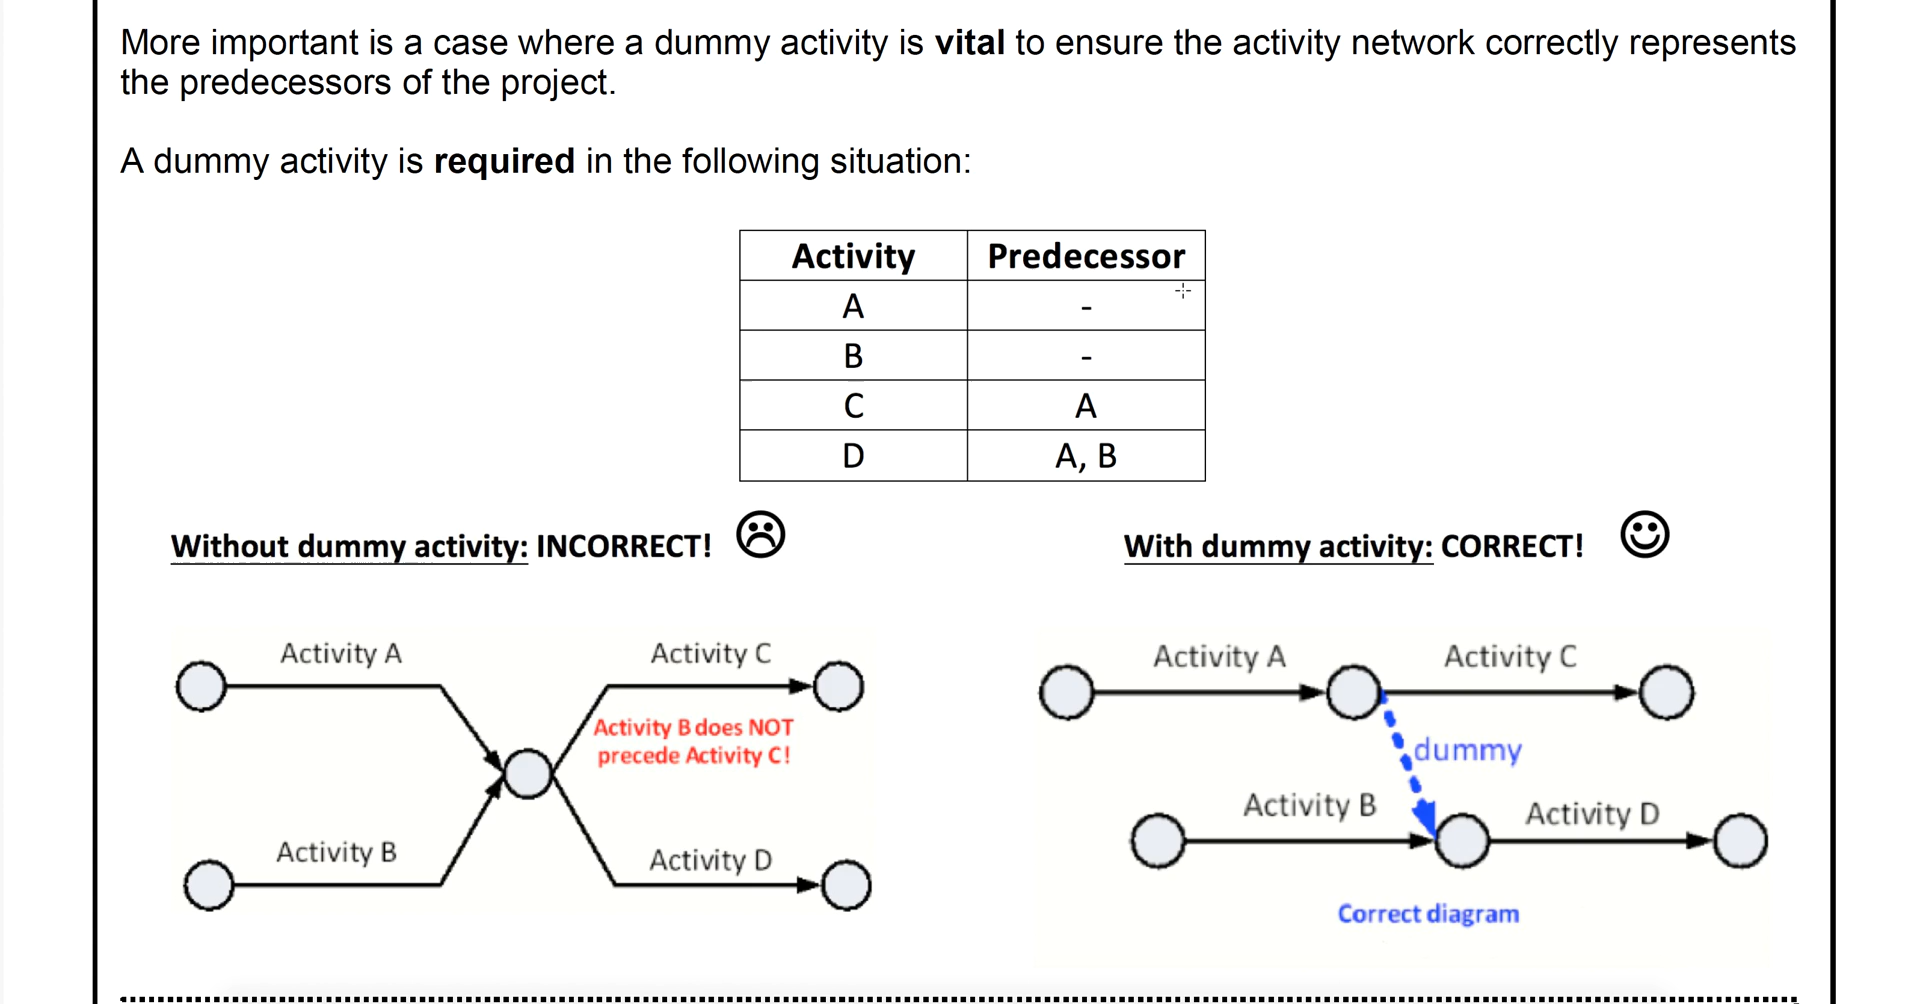 More important is a case where a dummy activity is vital to ensure the activity network correctly represents
the predecessors of the project.
A dummy activity is required in the following situation:
Activity Predecessor
A -
B -
C A
D A, B
Without dummy activity: INCORRECT!
With dummy activity: CORRECT!
Activity A
Activity C
Activity B does NOT
precede Activity C!
Activity B
Activity D
Activity A
Activity C
dummy
Activity B
Activity D
Correct diagram